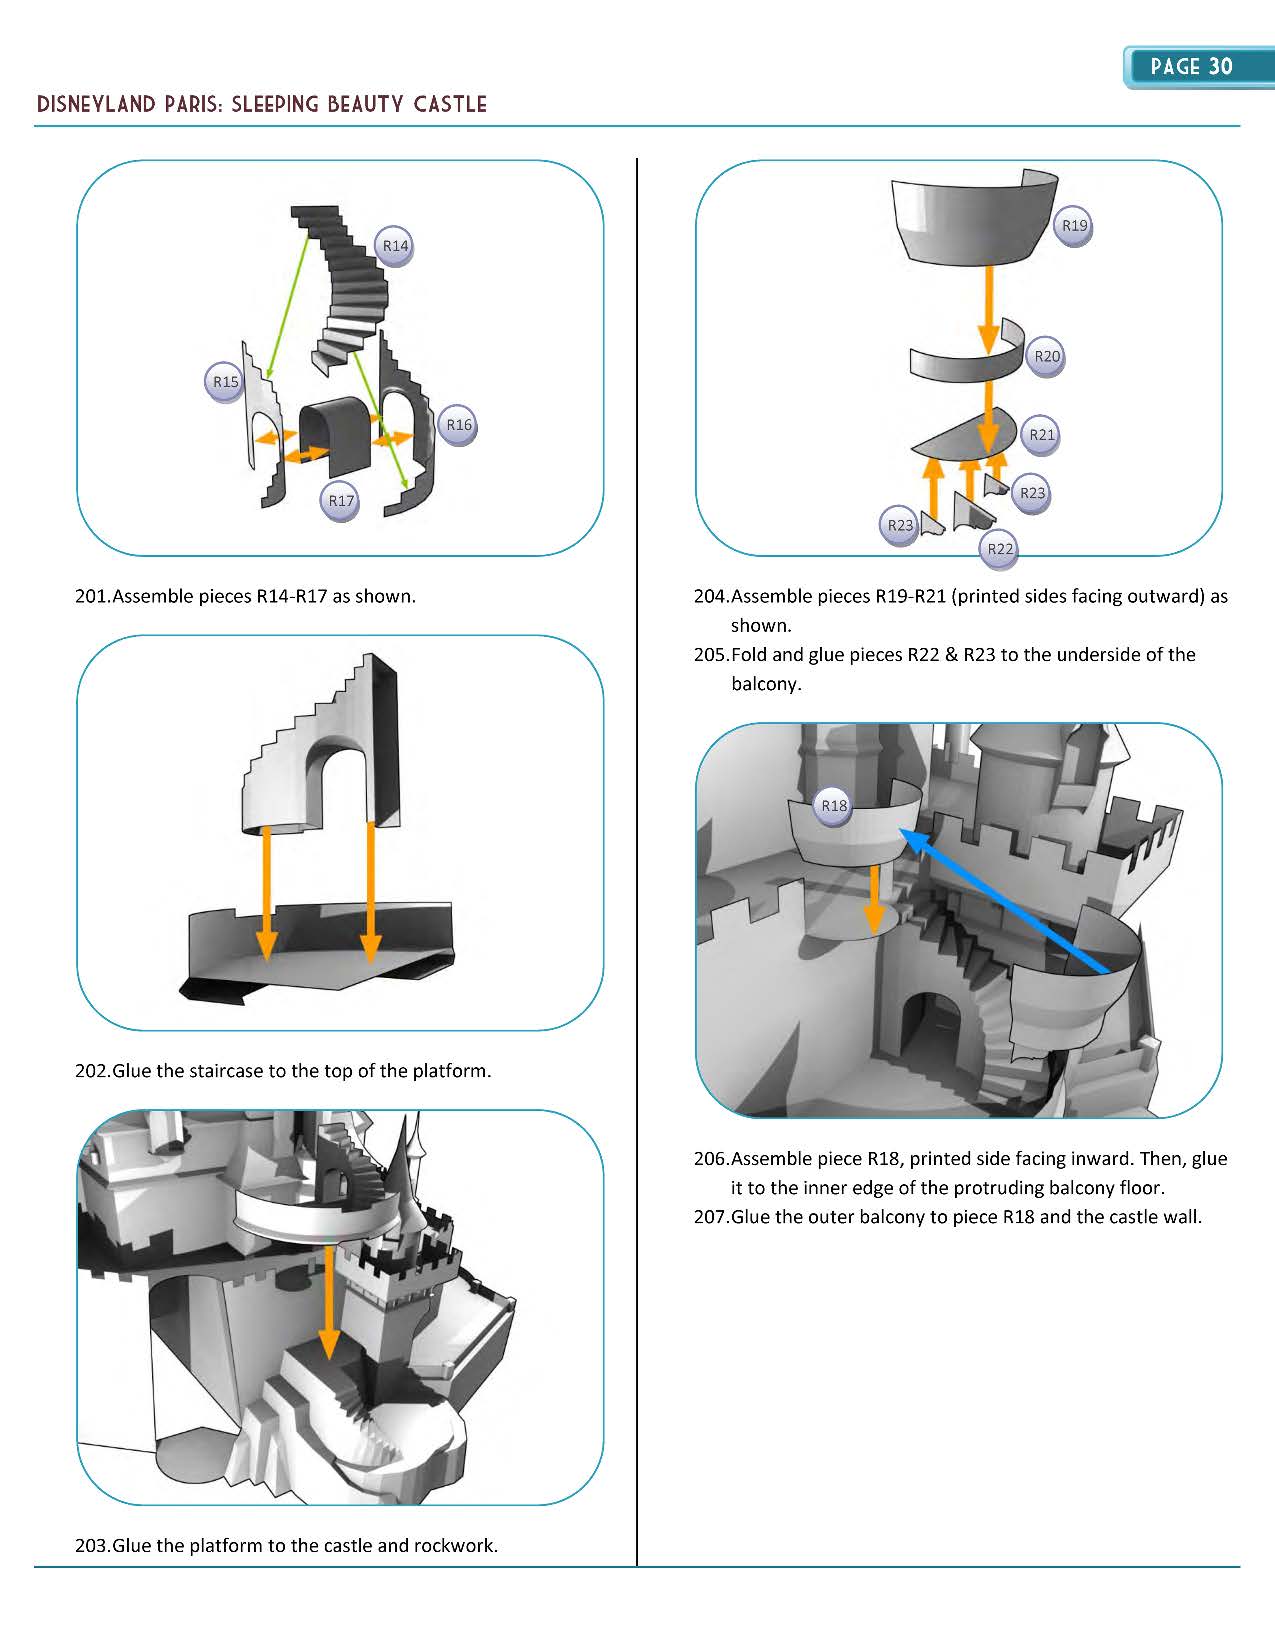 PAGE 30
DISNEYLAND PARIS: SLEEPING BEAUTY CASTLE
R14
R15
R16
R17
201.Assemble pieces R14-R17 as shown.
202.Glue the staircase to the top of the platform.
203.Glue the platform to the castle and rockwork.
R19
R20
R21
R23
R23
R22
204.Assemble pieces R19-R21 (printed sides facing outward) as
shown.
205.Fold and glue pieces R22 & R23 to the underside of the
balcony.
R18
206.Assemble piece R18, printed side facing inward. Then, glue
it to the inner edge of the protruding balcony floor.
207.Glue the outer balcony to piece R18 and the castle wall.